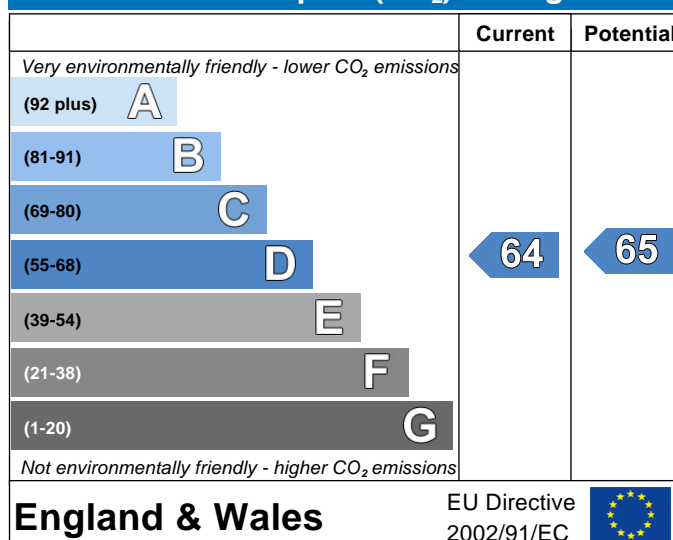 Current Potential
Very environmentally friendly - lower CO₂ emissions
(92 plus) A
(81-91) B
(69-80) C
(55-68) D 64 65
(39-54) E
(21-38) F
(1-20) G
Not environmentally friendly - higher CO₂ emissions
England & Wales
EU Directive
2002/91/EC